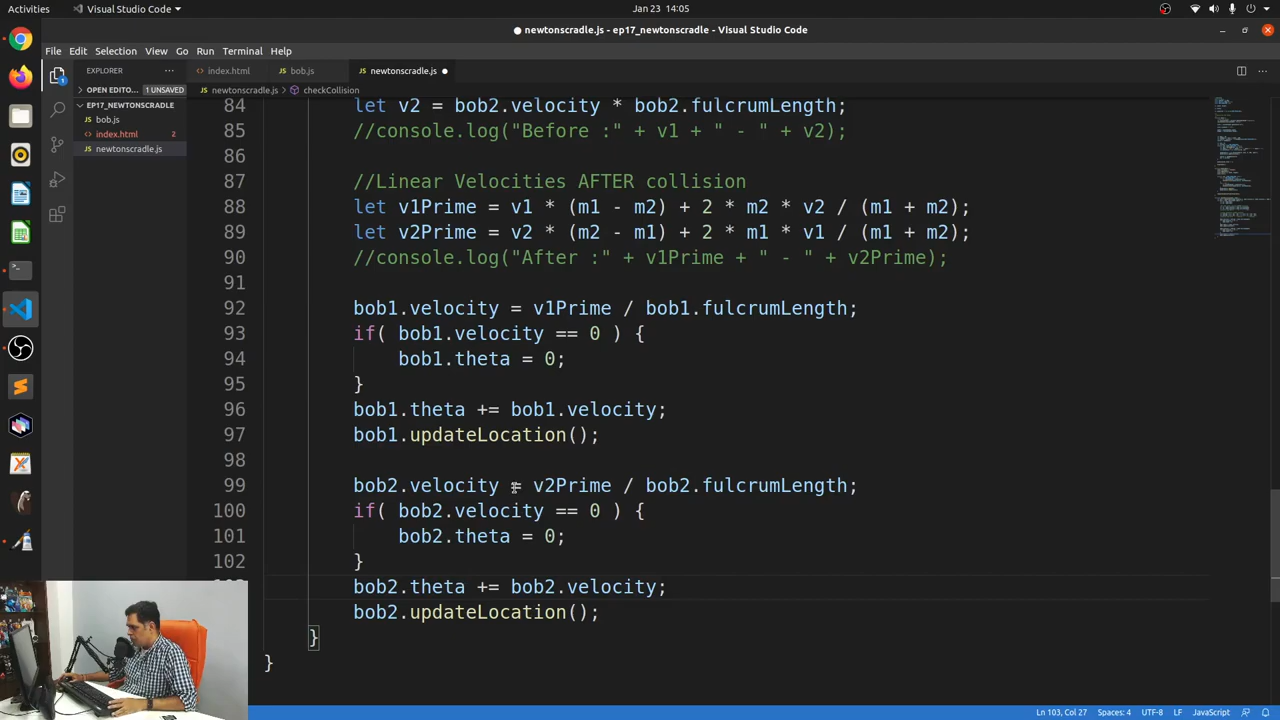 Activities
Visual Studio Code
Jan 23 14:05
newtonscradle.js - ep17_newtonscradle - Visual Studio Code
File Edit Selection View Go Run Terminal Help
EXPLORER
index.html
bob.js
newtonscradle.js
OPEN EDITO... 1 UNSAVED
newtonscradle.js > checkCollision
EP17_NEWTONSCRADLE
bob.js
index.html 2
newtonscradle.js
84 let v2 = bob2.velocity * bob2.fulcrumLength;
85 //console.log("Before :" + v1 + " - " + v2);
86
87 //Linear Velocities AFTER collision
88 let v1Prime = v1 * (m1 - m2) + 2 * m2 * v2 / (m1 + m2);
89 let v2Prime = v2 * (m2 - m1) + 2 * m1 * v1 / (m1 + m2);
90 //console.log("After :" + v1Prime + " - " + v2Prime);
91
92 bob1.velocity = v1Prime / bob1.fulcrumLength;
93 if( bob1.velocity == 0 ) {
94 bob1.theta = 0;
95 }
96 bob1.theta += bob1.velocity;
97 bob1.updateLocation();
98
99 bob2.velocity = v2Prime / bob2.fulcrumLength;
100 if( bob2.velocity == 0 ) {
101 bob2.theta = 0;
102 }
bob2.theta += bob2.velocity;
bob2.updateLocation();
}
}
Ln 103, Col 27 Spaces: 4 UTF-8 LF JavaScript